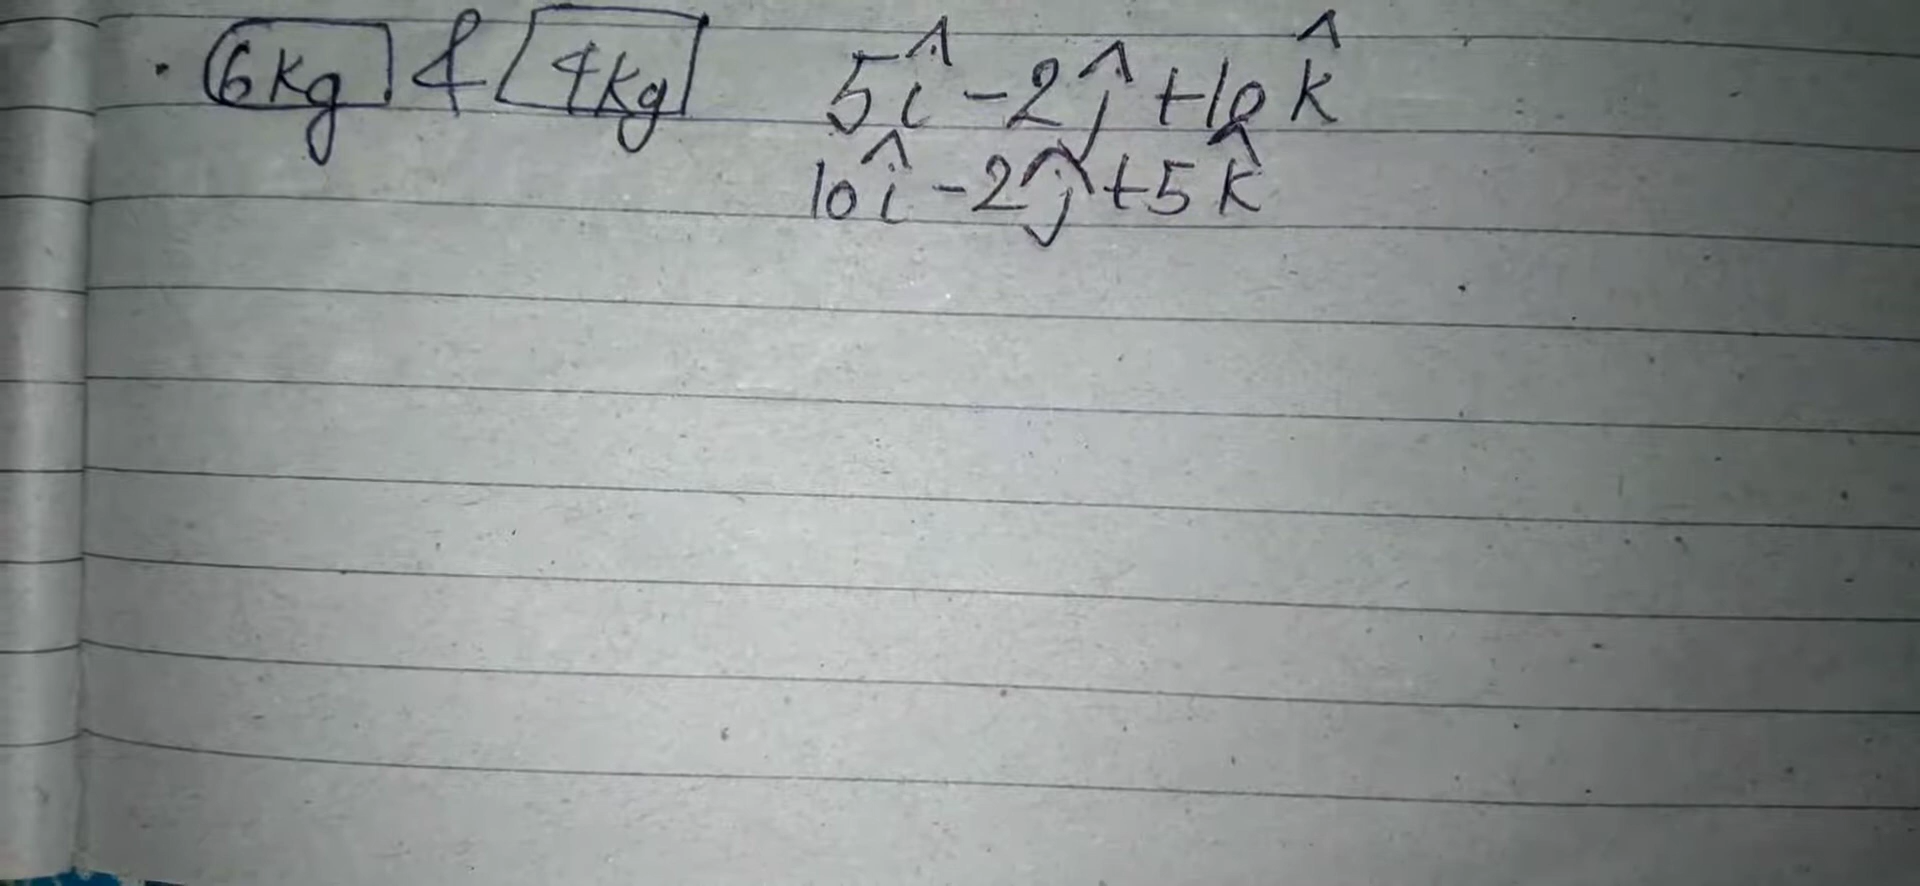 . 6kg & 4kg 5î - 2ĵ + 10k̂
10î - 2ĵ + 5k̂